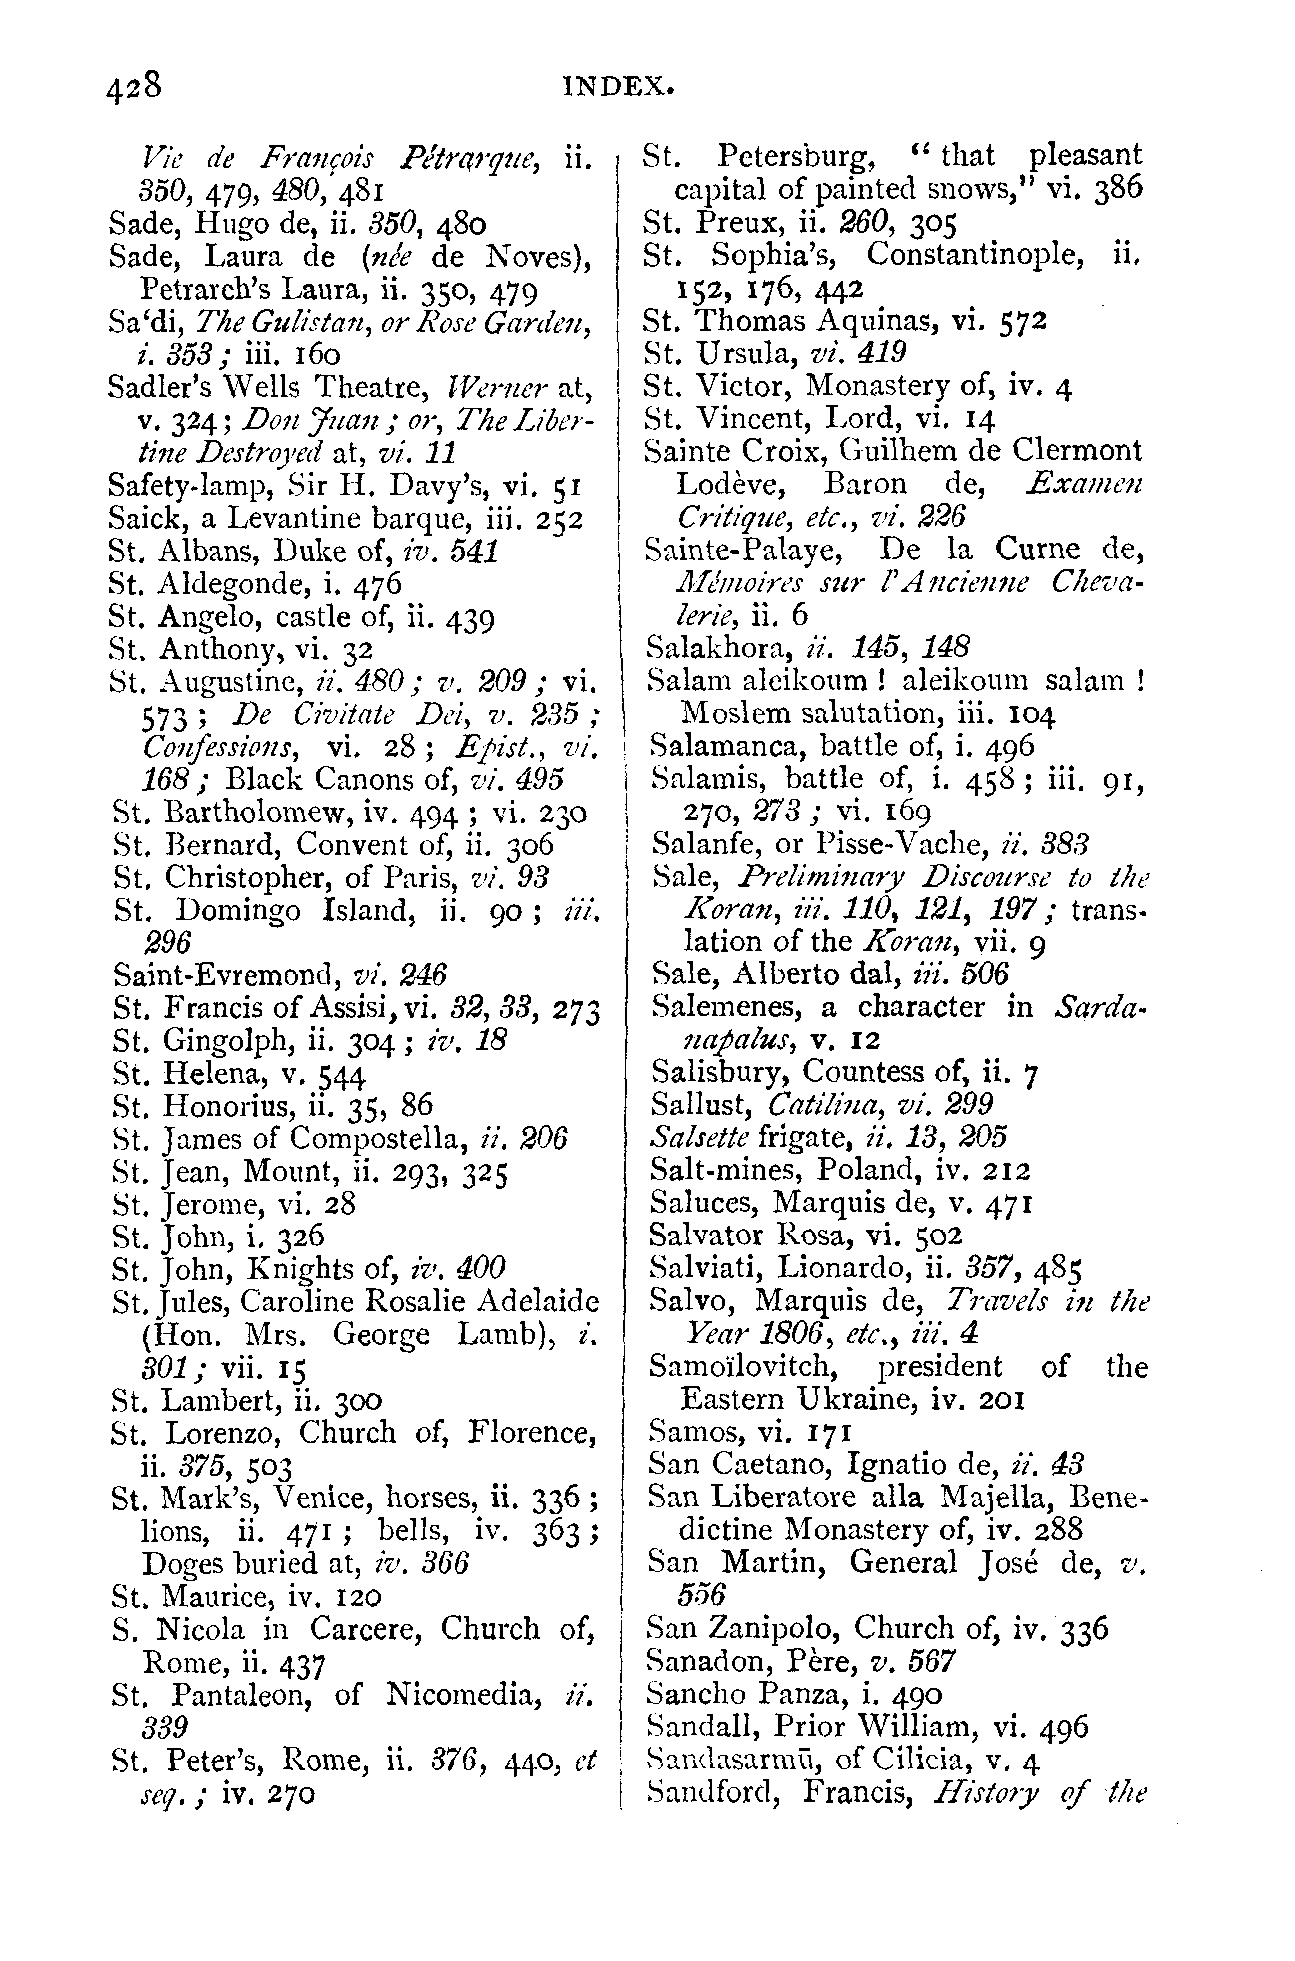 428
INDEX.
Vie de François Pétrarque, ii.
350, 479, 480, 481
Sade, Hugo de, ii. 350, 480
Sade, Laura de (née de Noves),
Petrarch's Laura, ii. 350, 479
Sa‘di, The Gulistan, or Rose Garden,
i. 353; iii. 160
Sadler's Wells Theatre, Werner at,
v. 324; Don Juan; or, The Liber-
tine Destroyed at, vi. 11
Safety-lamp, Sir H. Davy's, vi. 51
Saick, a Levantine barque, iii. 252
St. Albans, Duke of, iv. 541
St. Aldegonde, i. 476
St. Angelo, castle of, ii. 439
St. Anthony, vi. 32
St. Augustine, ii. 480; v. 209; vi.
573; De Civitate Dei, v. 235;
Confessions, vi. 28; Epist., vi.
168; Black Canons of, vi. 495
St. Bartholomew, iv. 494; vi. 230
St. Bernard, Convent of, ii. 306
St. Christopher, of Paris, vi. 93
St. Domingo Island, ii. 90; iii.
296
Saint-Evremond, vi. 246
St. Francis of Assisi, vi. 32, 33, 273
St. Gingolph, ii. 304; iv. 18
St. Helena, v. 544
St. Honorius, ii. 35, 86
St. James of Compostella, ii. 206
St. Jean, Mount, ii. 293, 325
St. Jerome, vi. 28
St. John, i. 326
St. John, Knights of, iv. 400
St. Jules, Caroline Rosalie Adelaide
(Hon. Mrs. George Lamb), i.
301; vii. 15
St. Lambert, ii. 300
St. Lorenzo, Church of, Florence,
ii. 375, 503
St. Mark's, Venice, horses, ii. 336;
lions, ii. 471; bells, iv. 363;
Doges buried at, iv. 366
St. Maurice, iv. 120
S. Nicola in Carcere, Church of,
Rome, ii. 437
St. Pantaleon, of Nicomedia, ii.
339
St. Peter's, Rome, ii. 376, 440, et
seq.; iv. 270
St. Petersburg, “that pleasant
capital of painted snows,” vi. 386
St. Preux, ii. 260, 305
St. Sophia's, Constantinople, ii.
152, 176, 442
St. Thomas Aquinas, vi. 572
St. Ursula, vi. 419
St. Victor, Monastery of, iv. 4
St. Vincent, Lord, vi. 14
Sainte Croix, Guilhem de Clermont
Lodève, Baron de, Examen
Critique, etc., vi. 226
Sainte-Palaye, De la Curne de,
Mémoires sur l'Ancienne Cheva-
lerie, ii. 6
Salakhora, ii. 145, 148
Salam aleikoum! aleikoum salam!
Moslem salutation, iii. 104
Salamanca, battle of, i. 496
Salamis, battle of, i. 458; iii. 91,
270, 273; vi. 169
Salanfe, or Pisse-Vache, ii. 383
Sale, Preliminary Discourse to the
Koran, iii. 110, 121, 197; trans-
lation of the Koran, vii. 9
Sale, Alberto dal, iii. 506
Salemenes, a character in Sarda-
napalus, v. 12
Salisbury, Countess of, ii. 7
Sallust, Catilina, vi. 299
Salsette frigate, ii. 13, 205
Salt-mines, Poland, iv. 212
Saluces, Marquis de, v. 471
Salvator Rosa, vi. 502
Salviati, Lionardo, ii. 357, 485
Salvo, Marquis de, Travels in the
Year 1806, etc., iii. 4
Samoïlovitch, president of the
Eastern Ukraine, iv. 201
Samos, vi. 171
San Caetano, Ignatio de, ii. 43
San Liberatore alla Majella, Bene-
dictine Monastery of, iv. 288
San Martin, General José de, v.
556
San Zanipolo, Church of, iv. 336
Sanadon, Père, v. 567
Sancho Panza, i. 490
Sandall, Prior William, vi. 496
Sandasarmū, of Cilicia, v. 4
Sandford, Francis, History of the